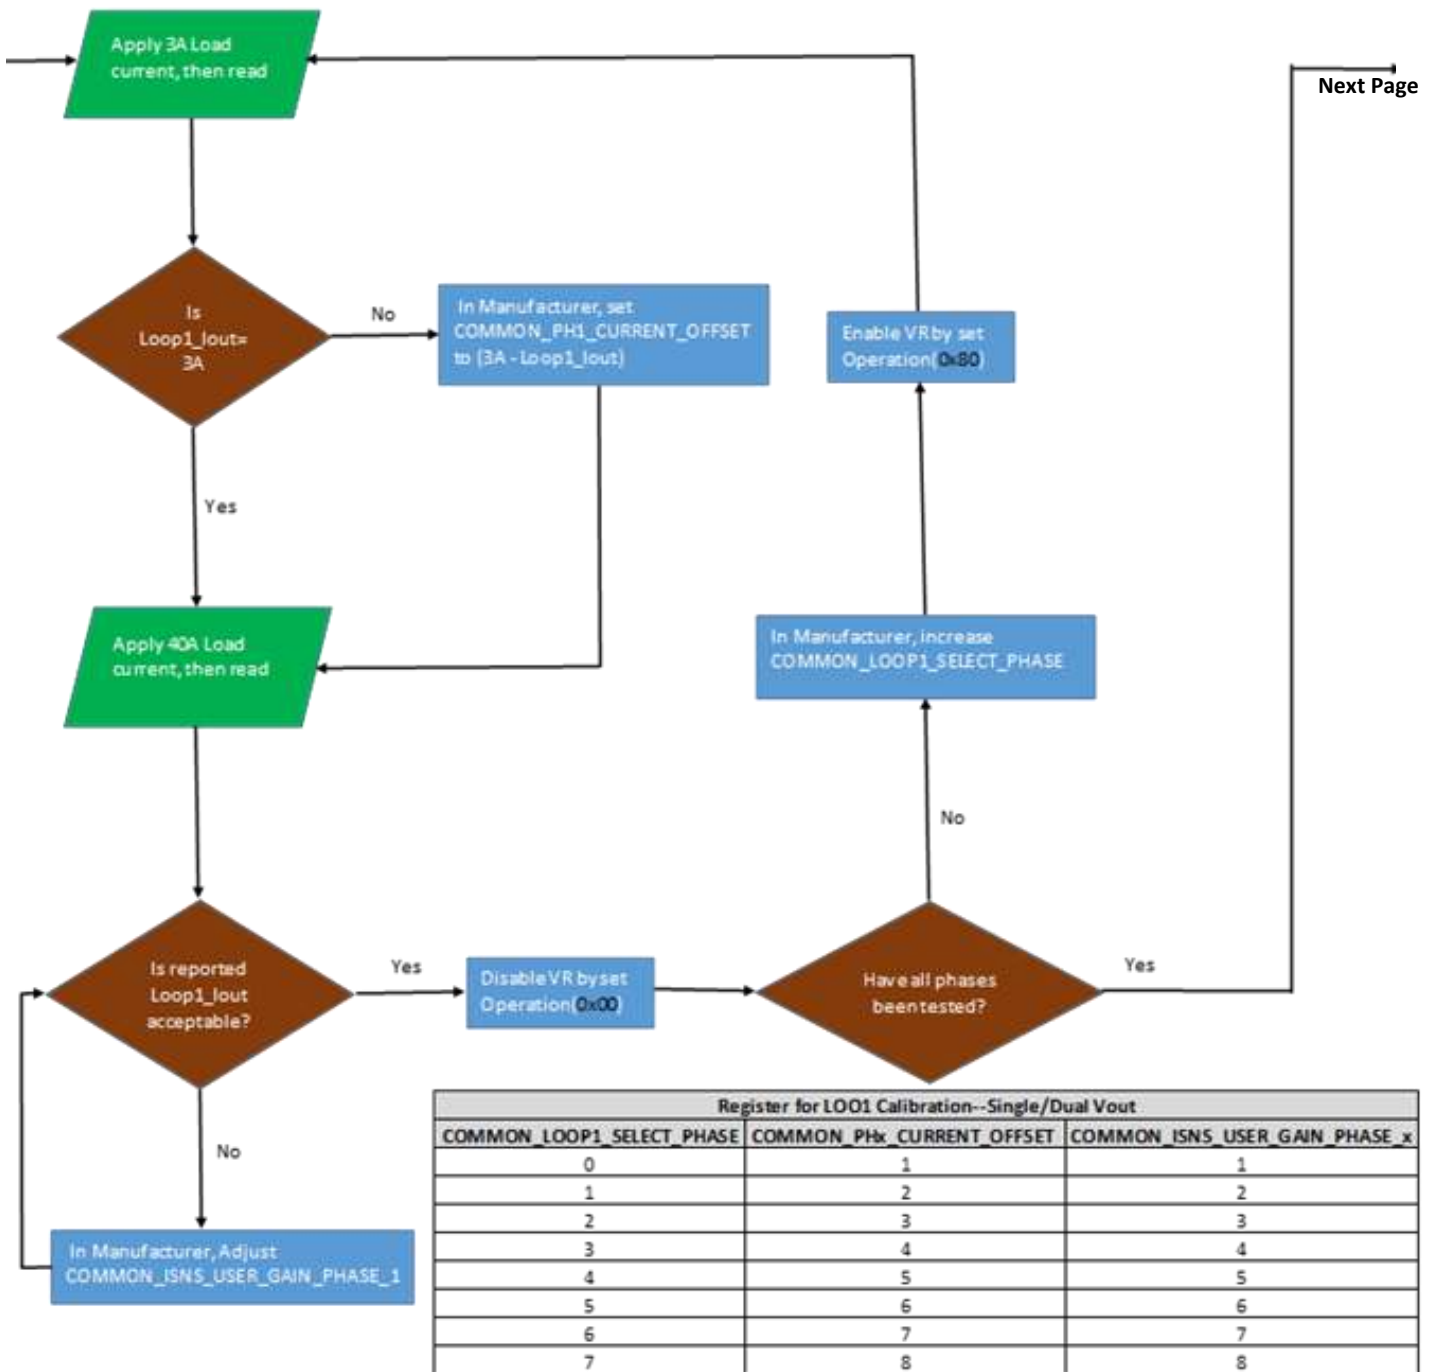 Apply 3A Load
current, then read
Next Page
Is
Loop1_Iout=
3A
No
In Manufacturer, set
COMMON_PH1_CURRENT_OFFSET
to (3A - Loop1_Iout)
Enable VR by set
Operation(0x80)
Yes
Apply 40A Load
current, then read
In Manufacturer, increase
COMMON_LOOP1_SELECT_PHASE
No
Is reported
Loop1_Iout
acceptable?
Yes
Disable VR by set
Operation(0x00)
Have all phases
been tested?
Yes
No
In Manufacturer, Adjust
COMMON_ISNS_USER_GAIN_PHASE_1
Register for LOO1 Calibration--Single/Dual Vout
COMMON_LOOP1_SELECT_PHASE COMMON_PHx_CURRENT_OFFSET COMMON_ISNS_USER_GAIN_PHASE_x
0 1 1
1 2 2
2 3 3
3 4 4
4 5 5
5 6 6
6 7 7
7 8 8